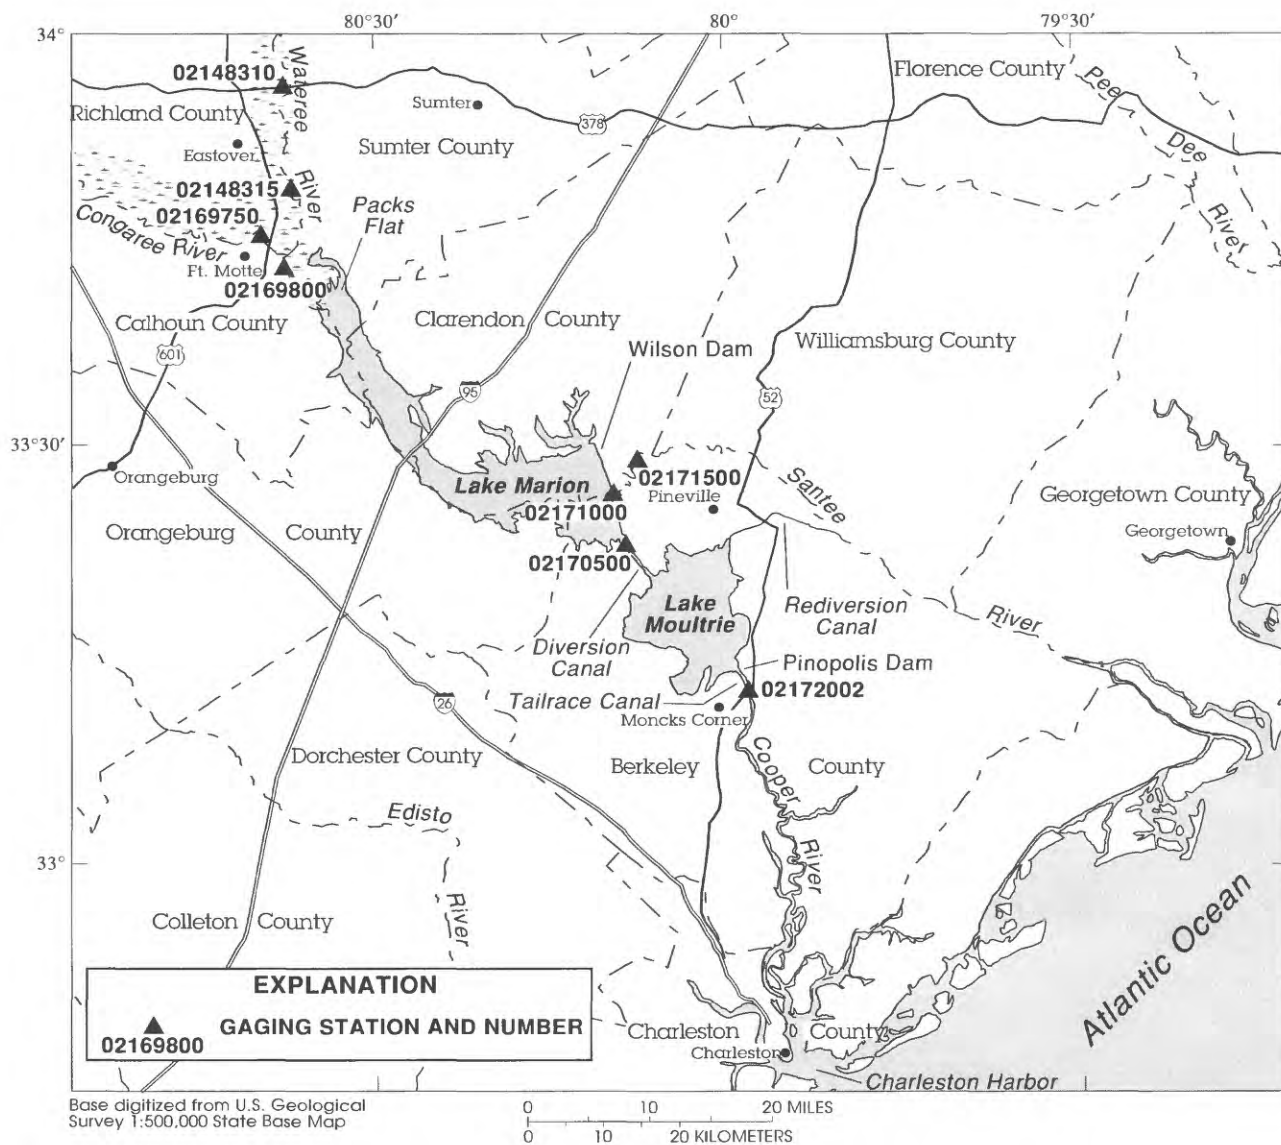 80°30'
80°
79°30'
34°
02148310
Wateree
River
Florence County
Pee
Dee
River
Richland County
Sumter
378
Eastover
Sumter County
02148315
02169750
Packs
Flat
Congaree River
Ft. Motte
02169800
Calhoun County
Clarendon County
Williamsburg County
601
Wilson Dam
95
52
33°30'
Orangeburg
Lake Marion
02171500
Pineville
Santee
River
Georgetown County
Georgetown
02171000
Orangeburg County
02170500
Lake
Moultrie
Rediversion
Canal
Diversion
Canal
Pinopolis Dam
Tailrace Canal
02172002
Moncks Corner
26
Dorchester County
Berkeley County
Cooper
River
Edisto
River
33°
Colleton County
Atlantic Ocean
EXPLANATION
GAGING STATION AND NUMBER
02169800
Charleston County
Charleston
Charleston Harbor
Base digitized from U.S. Geological
Survey 1:500,000 State Base Map
0 10 20 MILES
0 10 20 KILOMETERS